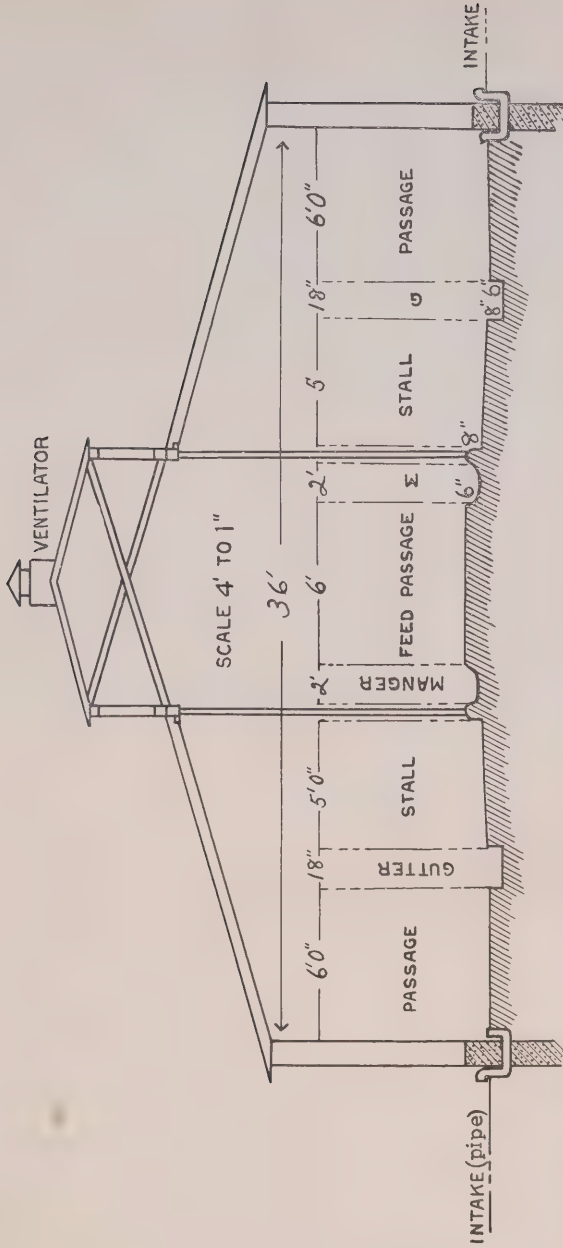 VENTILATOR
SCALE 4' TO 1"
36'
6'0" 18" 5'0" 2' 6' 2' 5' 18" 6'0"
PASSAGE GUTTER STALL MANGER FEED PASSAGE M STALL G PASSAGE
6" 8" 8" 6"
INTAKE (pipe) INTAKE